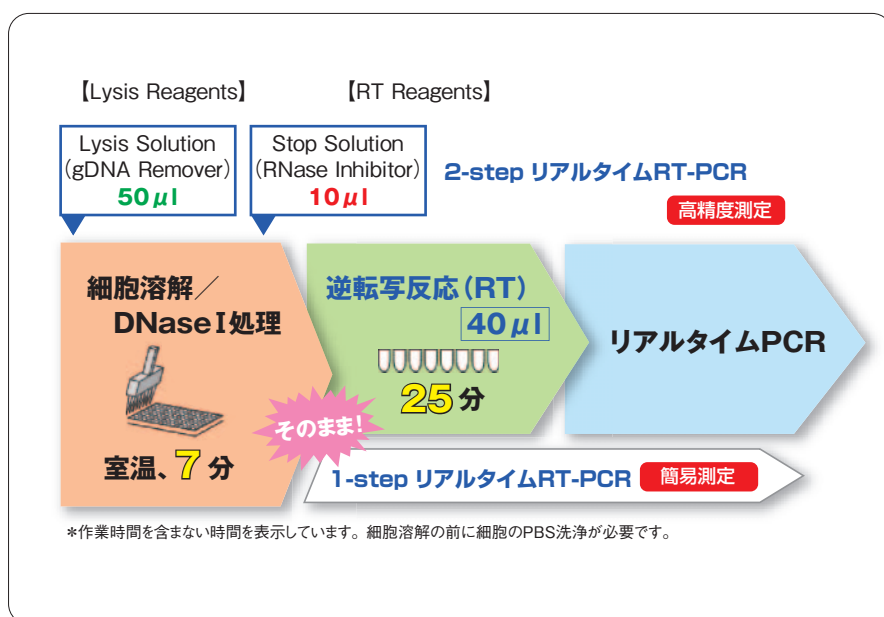 【Lysis Reagents】
【RT Reagents】
Lysis Solution
(gDNA Remover)
50μl
Stop Solution
(RNase Inhibitor)
10μl
2-step リアルタイムRT-PCR
高精度測定
細胞溶解／
DNaseⅠ処理
室温、7分
そのまま!
逆転写反応(RT)
40μl
25分
リアルタイムPCR
1-step リアルタイムRT-PCR
簡易測定
*作業時間を含まない時間を表示しています。細胞溶解の前に細胞のPBS洗浄が必要です。